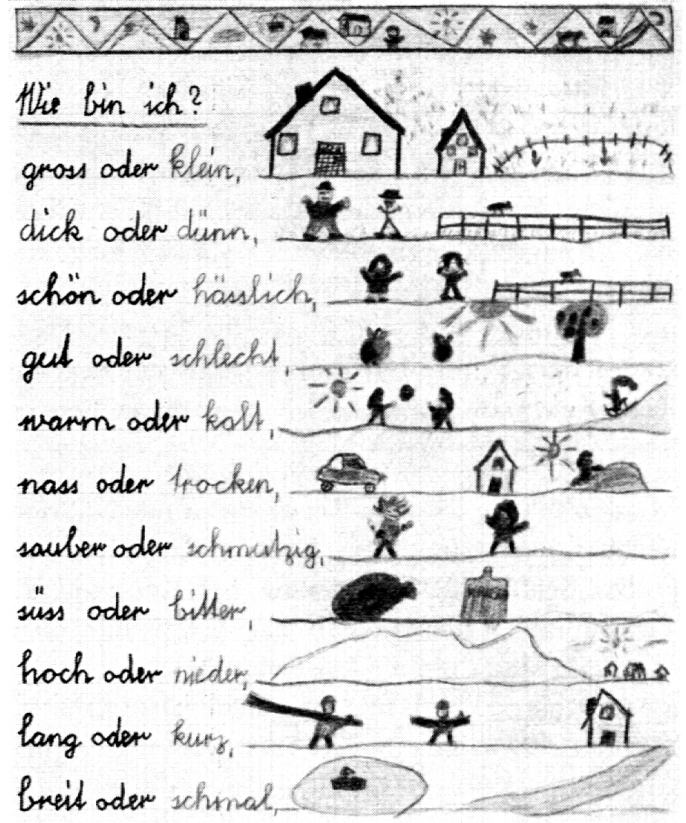 Wie bin ich?
gross oder klein,
dick oder dünn,
schön oder hässlich,
gut oder schlecht,
warm oder kalt,
nass oder trocken,
sauber oder schmutzig,
süss oder bitter,
hoch oder nieder,
lang oder kurz,
breit oder schmal,